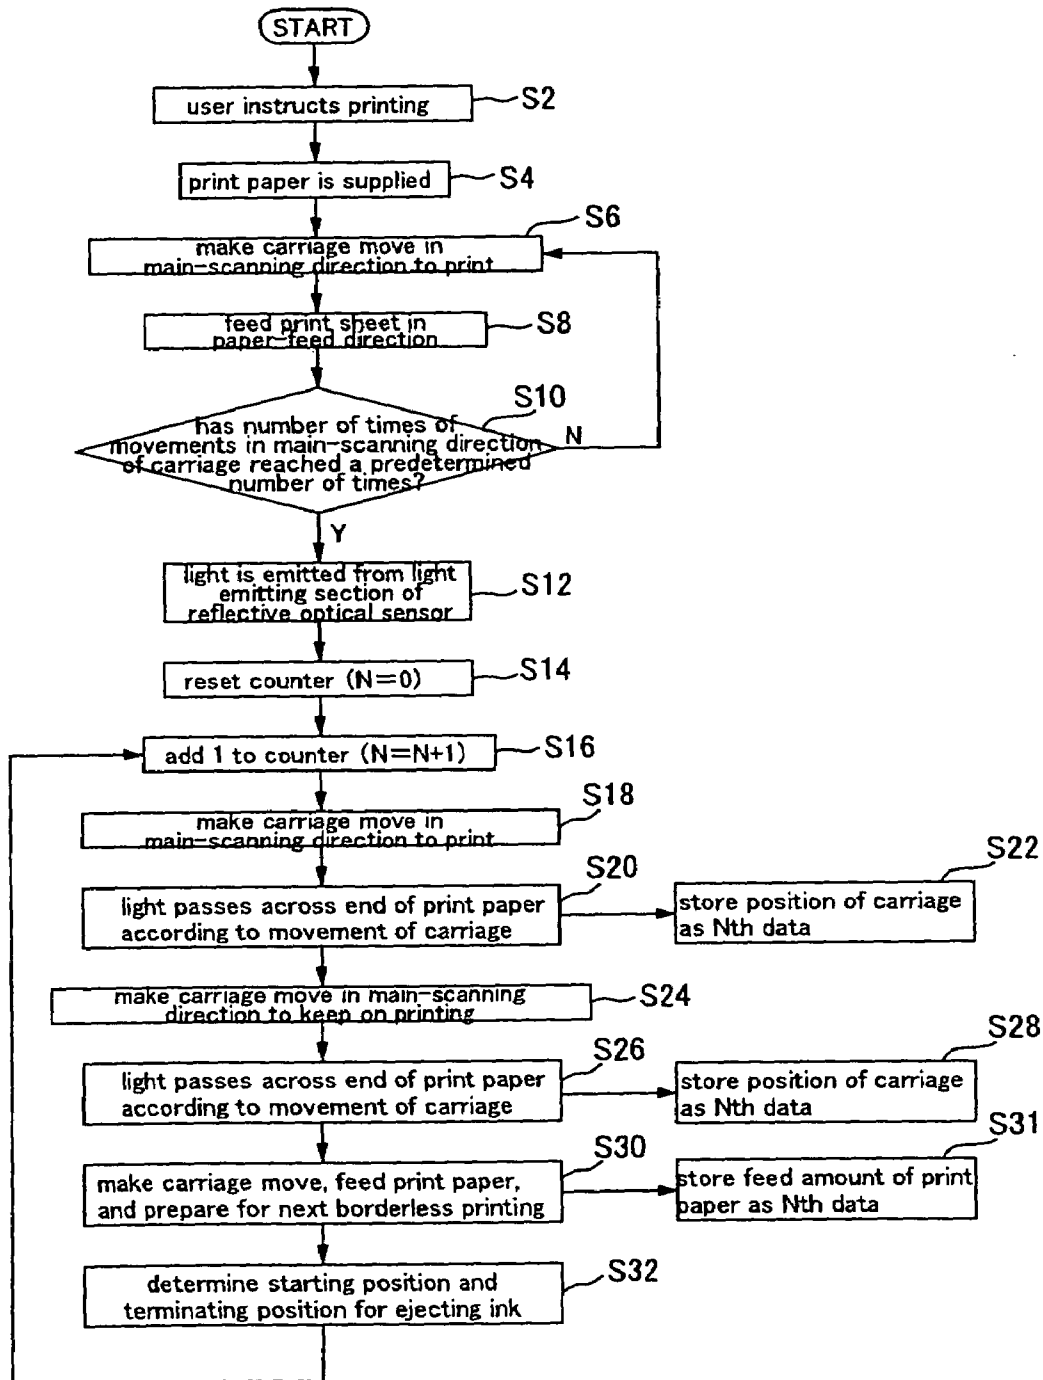 START
user instructs printing
S2
print paper is supplied
S4
S6
make carriage move in
main-scanning direction to print
feed print sheet in
paper-feed direction
S8
S10
has number of times of
movements in main-scanning direction
of carriage reached a predetermined
number of times?
N
Y
light is emitted from light
emitting section of
reflective optical sensor
S12
reset counter (N=0)
S14
add 1 to counter (N=N+1)
S16
S18
make carriage move in
main-scanning direction to print
S20
light passes across end of print paper
according to movement of carriage
S22
store position of carriage
as Nth data
make carriage move in main-scanning
direction to keep on printing
S24
S26
light passes across end of print paper
according to movement of carriage
S28
store position of carriage
as Nth data
S30
make carriage move, feed print paper,
and prepare for next borderless printing
S31
store feed amount of print
paper as Nth data
determine starting position and
terminating position for ejecting ink
S32